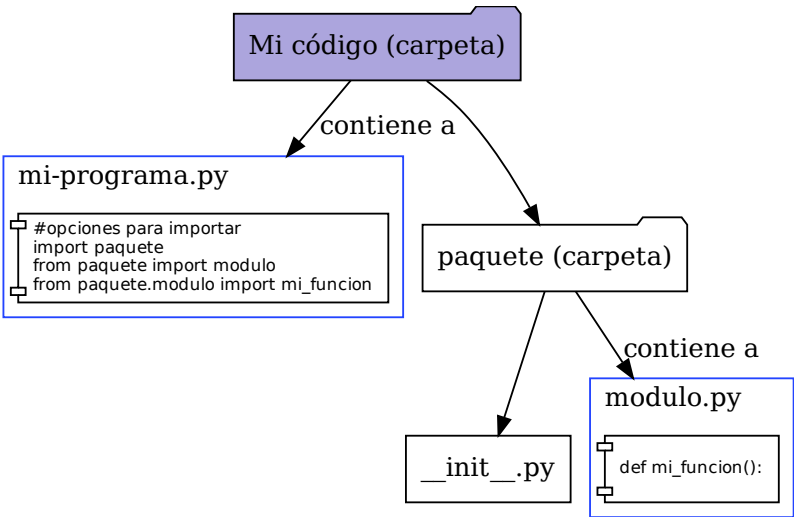 Mi código (carpeta)
contiene a
mi-programa.py
#opciones para importar
import paquete
from paquete import modulo
from paquete.modulo import mi_funcion
paquete (carpeta)
contiene a
__init__.py
modulo.py
def mi_funcion():